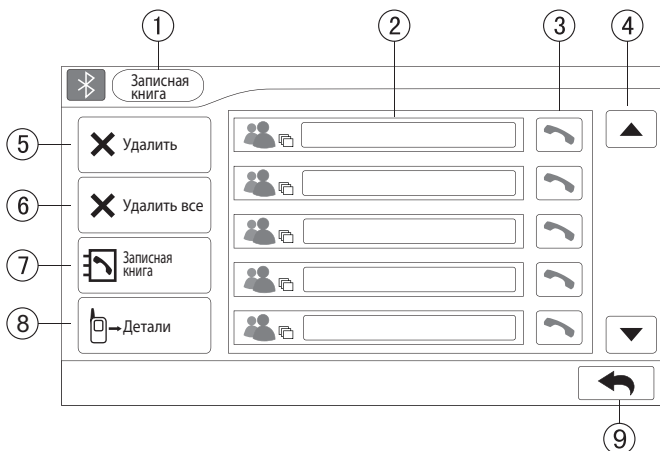 1
2
3
4
Записная
книга
5
Удалить
6
Удалить все
7
Записная
книга
8
Детали
9